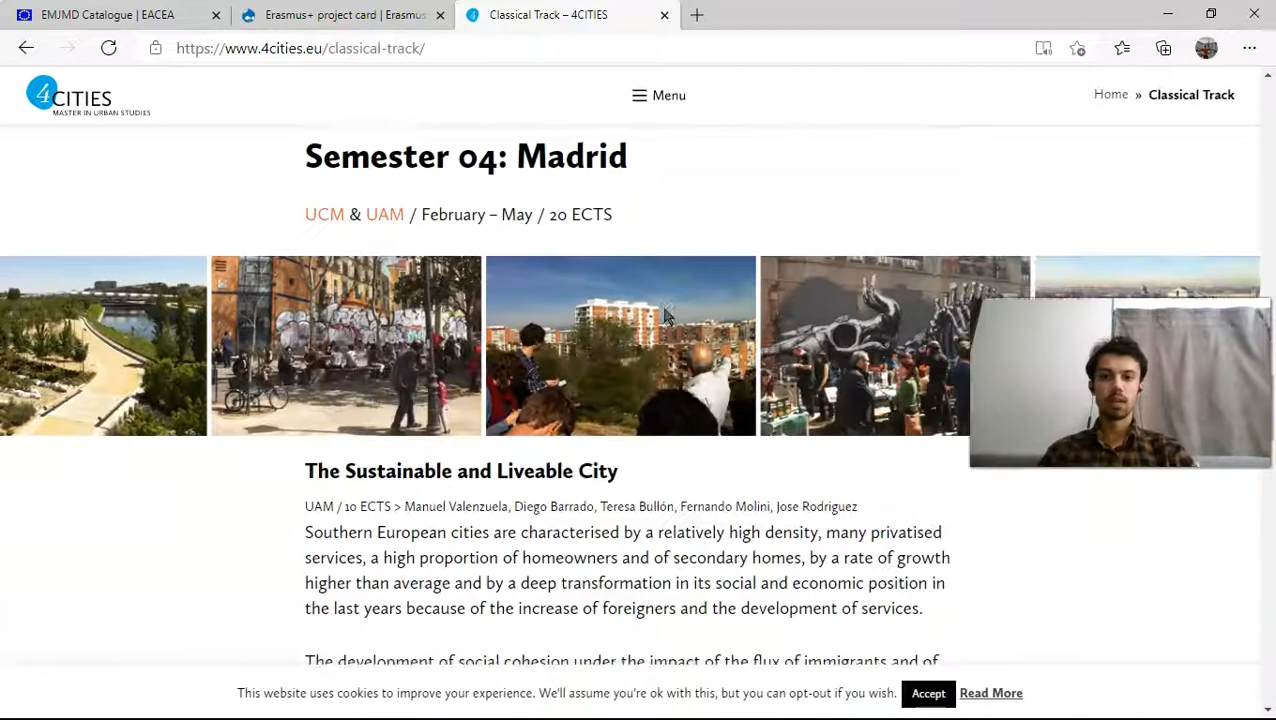 EMJMD Catalogue | EACEA
Erasmus+ project card | Erasmus
Classical Track – 4CITIES
https://www.4cities.eu/classical-track/
4CITIES
MASTER IN URBAN STUDIES
Menu
Home » Classical Track
Semester 04: Madrid
UCM & UAM / February – May / 20 ECTS
The Sustainable and Liveable City
UAM / 10 ECTS > Manuel Valenzuela, Diego Barrado, Teresa Bullón, Fernando Molini, Jose Rodriguez
Southern European cities are characterised by a relatively high density, many privatised
services, a high proportion of homeowners and of secondary homes, by a rate of growth
higher than average and by a deep transformation in its social and economic position in
the last years because of the increase of foreigners and the development of services.
The development of social cohesion under the impact of the flux of immigrants and of
This website uses cookies to improve your experience. We'll assume you're ok with this, but you can opt-out if you wish. Accept Read More